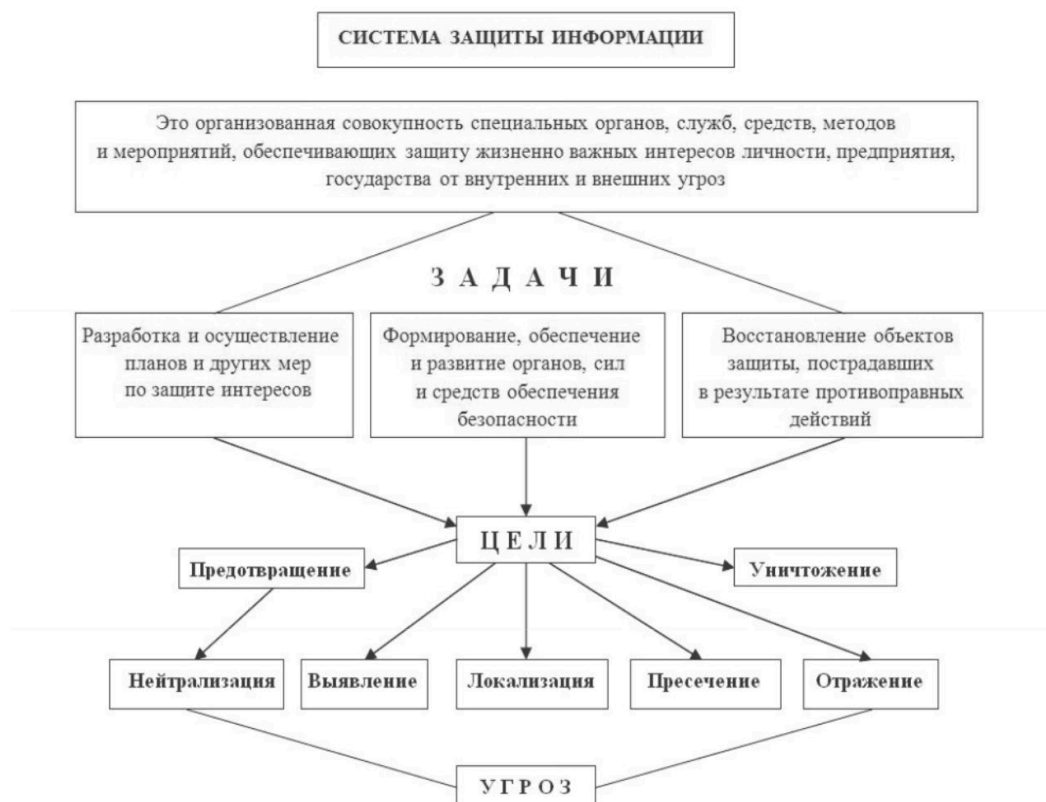 СИСТЕМА ЗАЩИТЫ ИНФОРМАЦИИ
Это организованная совокупность специальных органов, служб, средств, методов
и мероприятий, обеспечивающих защиту жизненно важных интересов личности, предприятия,
государства от внутренних и внешних угроз
З А Д А Ч И
Разработка и осуществление
планов и других мер
по защите интересов
Формирование, обеспечение
и развитие органов, сил
и средств обеспечения
безопасности
Восстановление объектов
защиты, пострадавших
в результате противоправных
действий
Ц Е Л И
Предотвращение
Уничтожение
Нейтрализация
Выявление
Локализация
Пресечение
Отражение
У Г Р О З